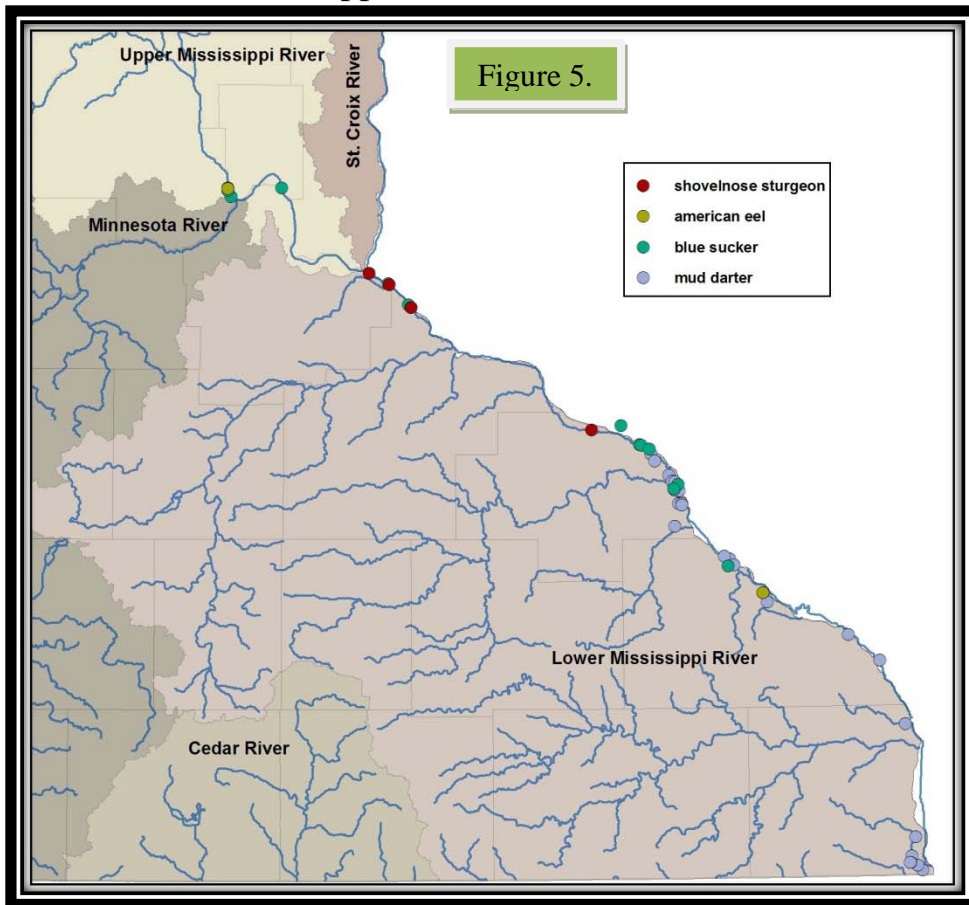 Upper Mississippi River
St. Croix River
Figure 5.
shovelnose sturgeon
american eel
blue sucker
mud darter
Minnesota River
Lower Mississippi River
Cedar River